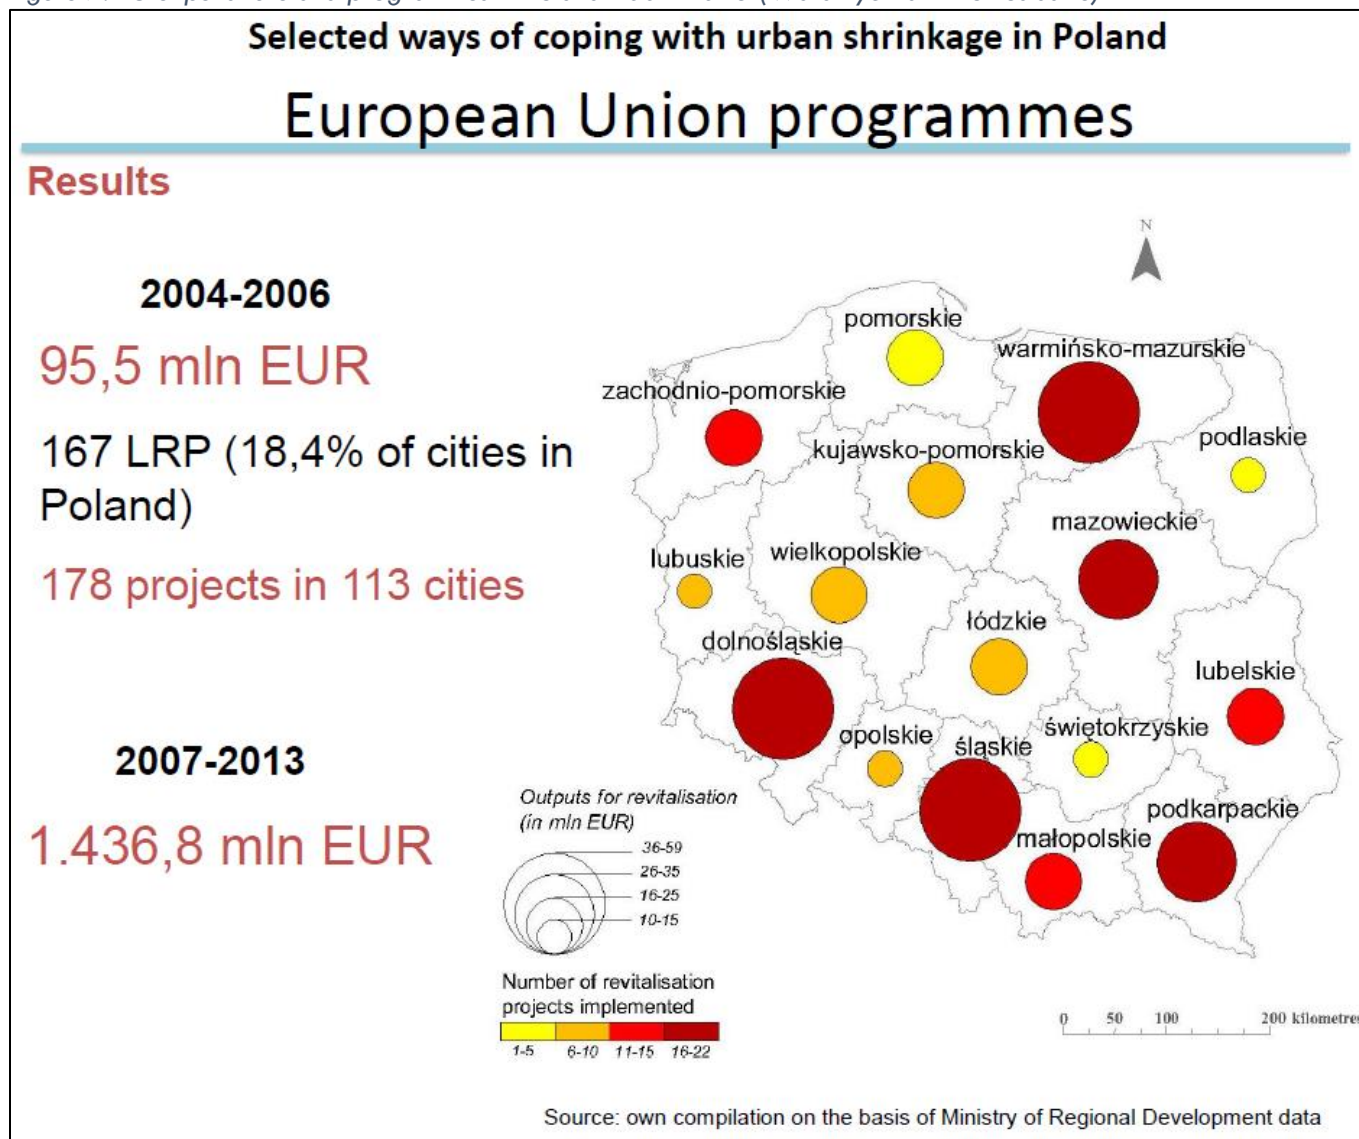 Selected ways of coping with urban shrinkage in Poland
European Union programmes
Results
2004-2006
95,5 mln EUR
167 LRP (18,4% of cities in
Poland)
178 projects in 113 cities
2007-2013
1.436,8 mln EUR
N
pomorskie
warmińsko-mazurskie
zachodnio-pomorskie
podlaskie
kujawsko-pomorskie
mazowieckie
lubuskie
wielkopolskie
łódzkie
dolnośląskie
lubelskie
opolskie
śląskie
świętokrzyskie
podkarpackie
małopolskie
Outputs for revitalisation
(in mln EUR)
36-59
26-35
16-25
10-15
Number of revitalisation
projects implemented
1-5 6-10 11-15 16-22
0 50 100 200 kilometres
Source: own compilation on the basis of Ministry of Regional Development data